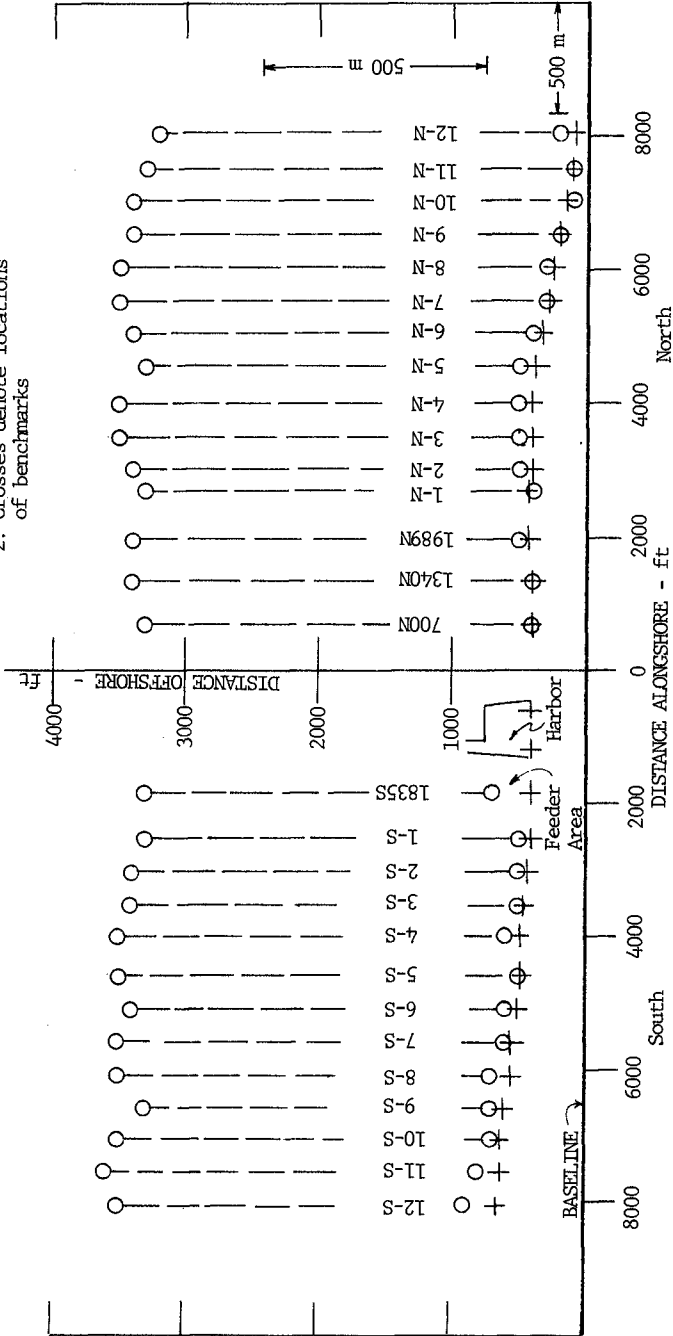 2. Crosses denote locations
of benchmarks
4000
3000
2000
1000
DISTANCE OFFSHORE - ft
500 m
500 m
12-S
11-S
10-S
9-S
8-S
7-S
6-S
5-S
4-S
3-S
2-S
1-S
1835S
700N
1340N
1989N
1-N
2-N
3-N
4-N
5-N
6-N
7-N
8-N
9-N
10-N
11-N
12-N
BASELINE
Feeder
Area
Harbor
8000
6000
4000
2000
0
2000
4000
6000
8000
South
DISTANCE ALONGSHORE - ft
North